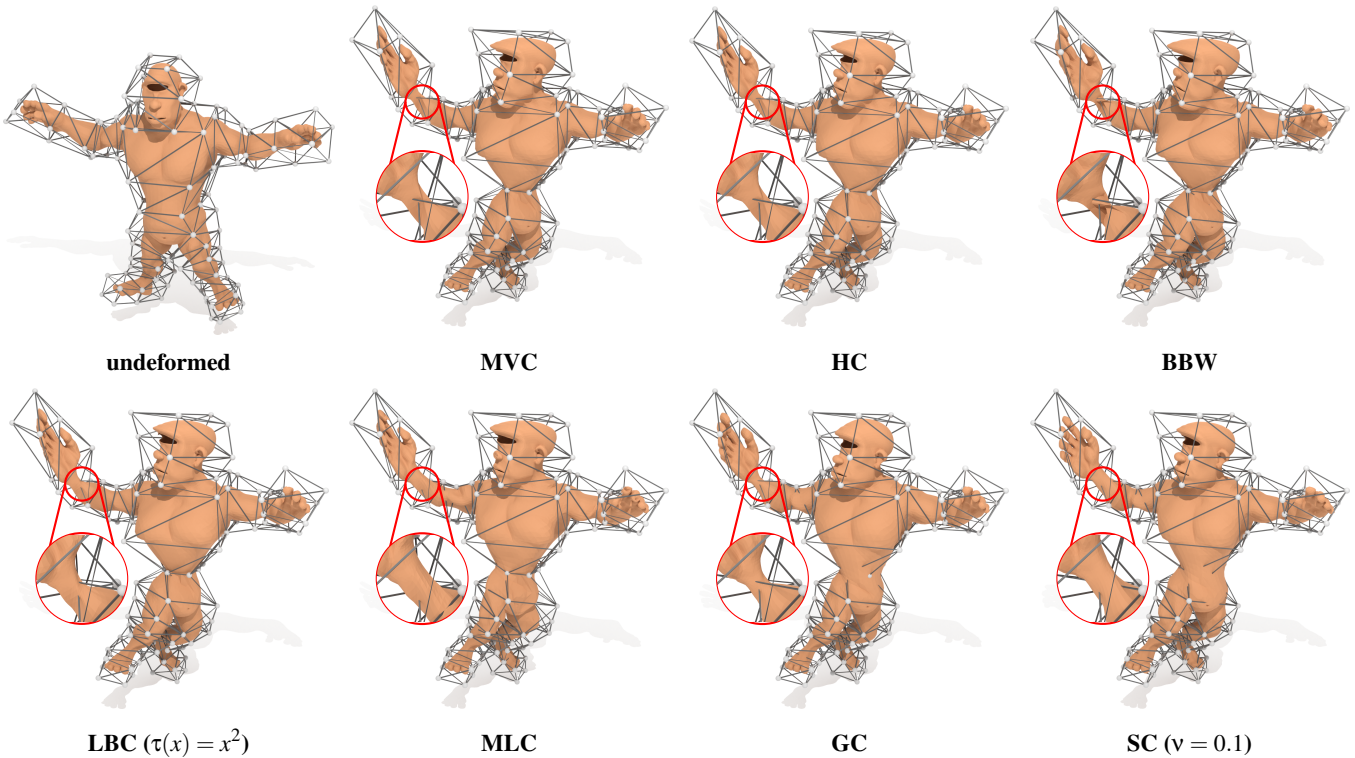 undeformed
MVC
HC
BBW
LBC (τ(x) = x²)
MLC
GC
SC (ν = 0.1)